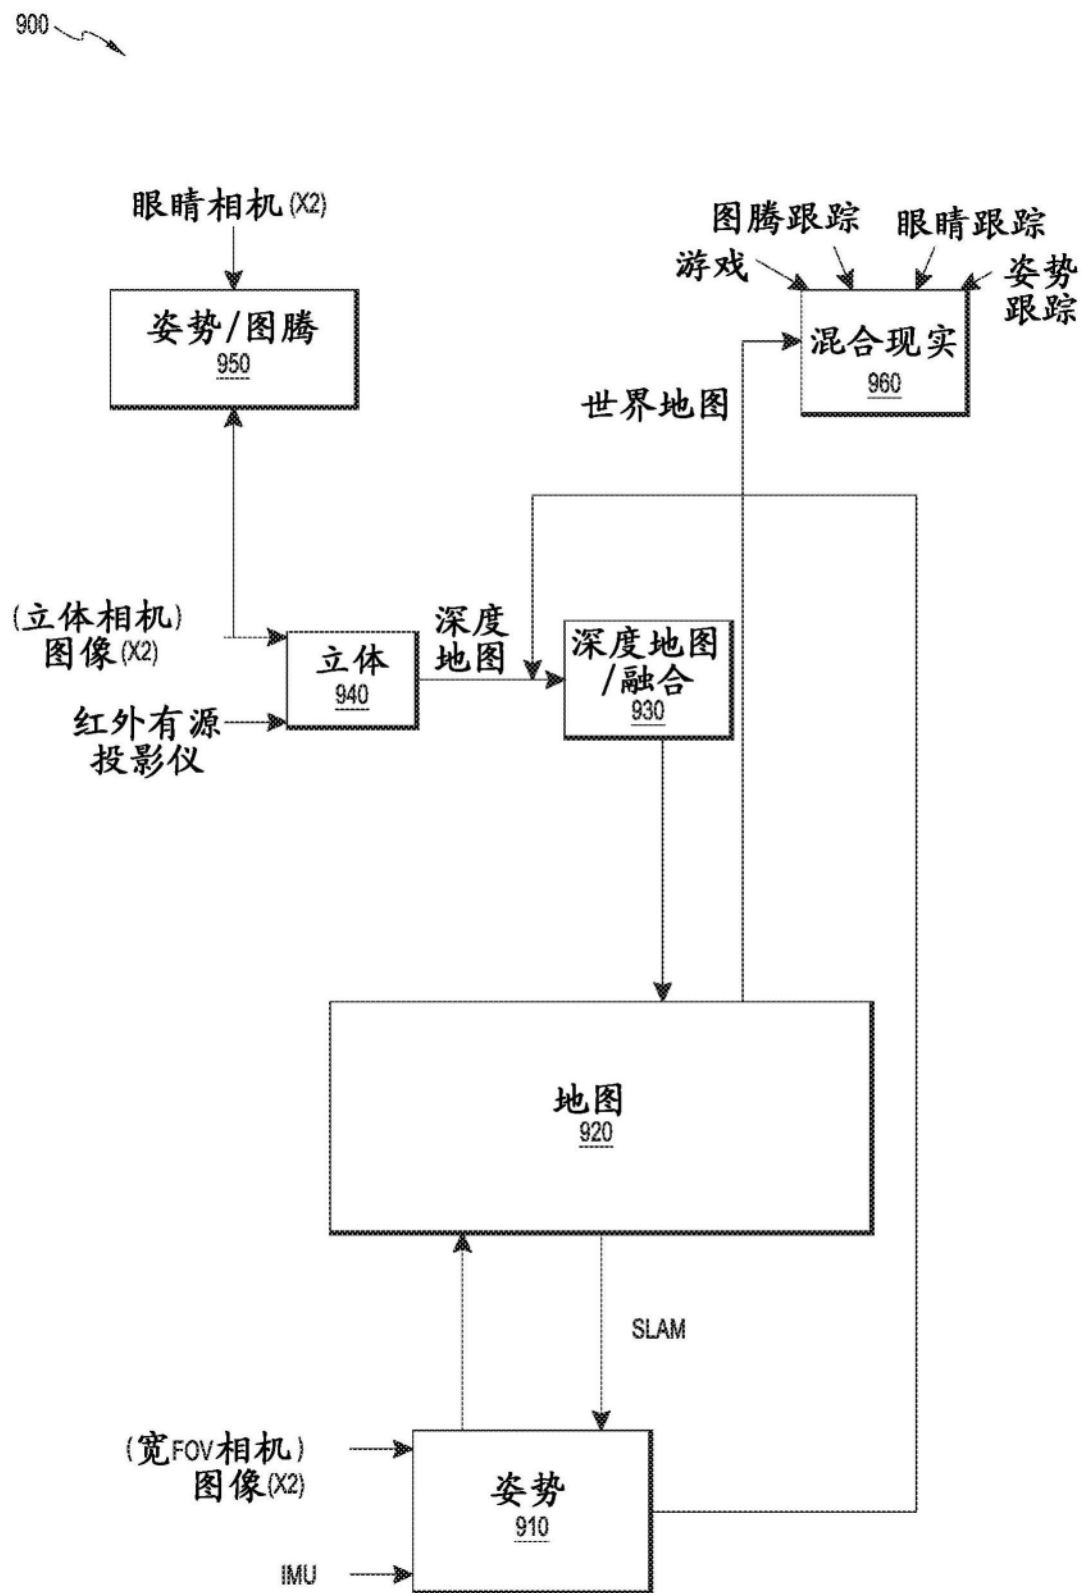 900
眼睛相机(X2)
姿势/图腾
950
图腾跟踪
眼睛跟踪
游戏
姿势
跟踪
混合现实
960
世界地图
(立体相机)
图像(X2)
立体
940
深度
地图
深度地图
/融合
930
红外有源
投影仪
地图
920
SLAM
(宽FOV相机)
图像(X2)
姿势
910
IMU